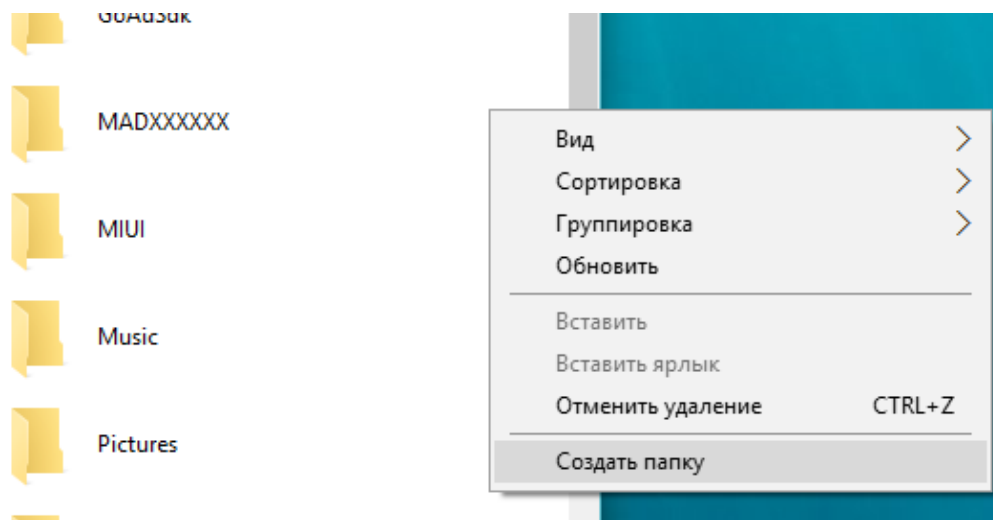 MADXXXXXX
MIUI
Music
Pictures
Вид
Сортировка
Группировка
Обновить
Вставить
Вставить ярлык
Отменить удаление CTRL+Z
Создать папку